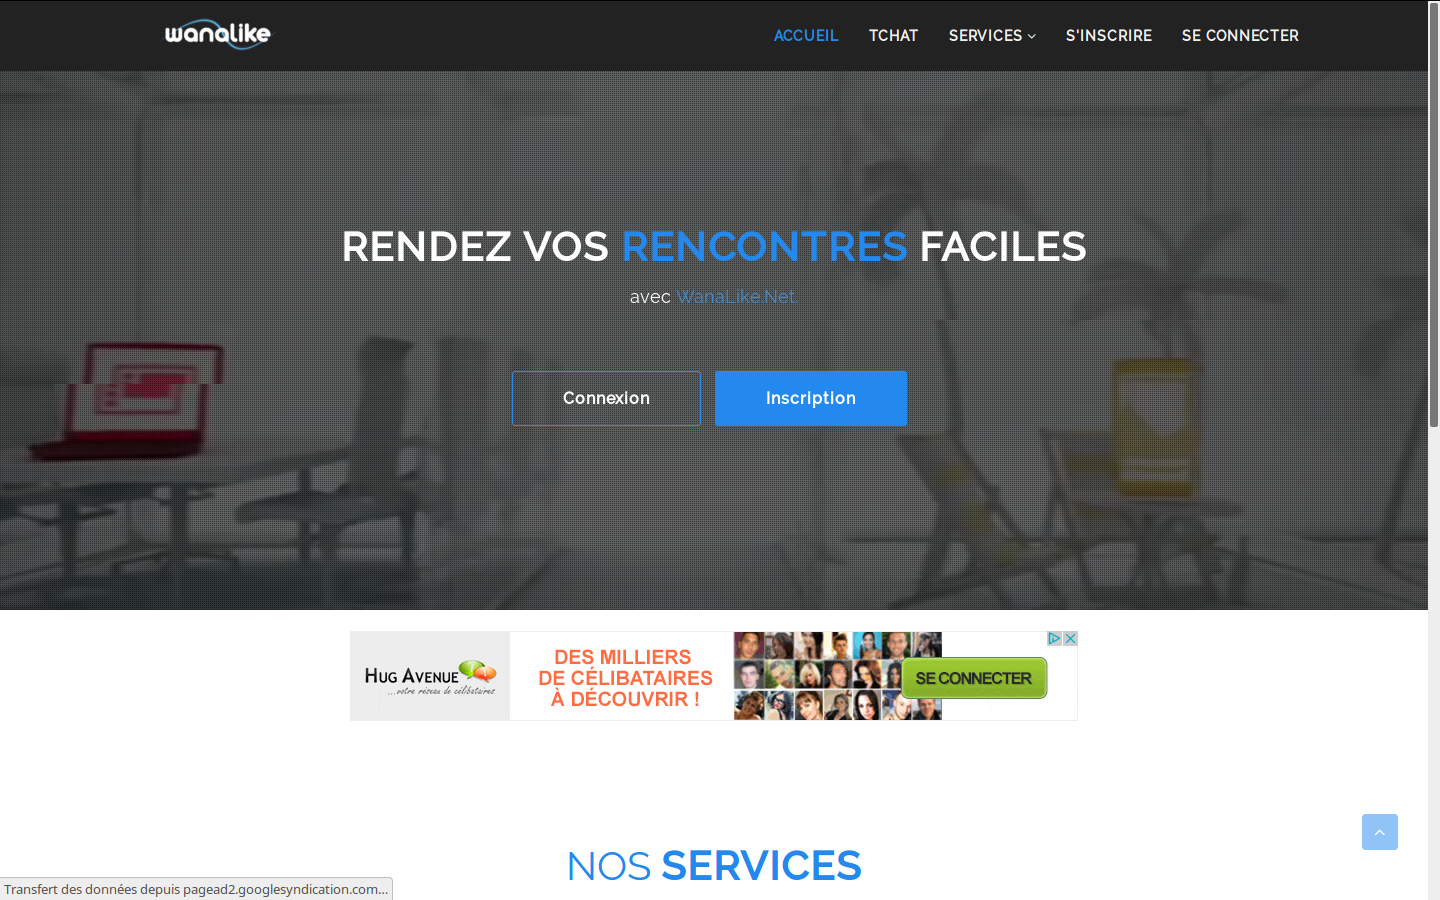 wanalike
ACCUEIL TCHAT SERVICES S'INSCRIRE SE CONNECTER
RENDEZ VOS RENCONTRES FACILES
avec WanaLike.Net.
Connexion Inscription
HUG AVENUE
...votre réseau de célibataires
DES MILLIERS
DE CÉLIBATAIRES
À DÉCOUVRIR !
SE CONNECTER
NOS SERVICES
Transfert des données depuis pagead2.googlesyndication.com...